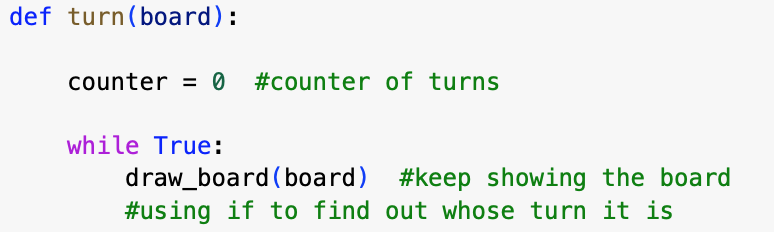 def turn(board):
    counter = 0  #counter of turns
    while True:
        draw_board(board)  #keep showing the board
        #using if to find out whose turn it is